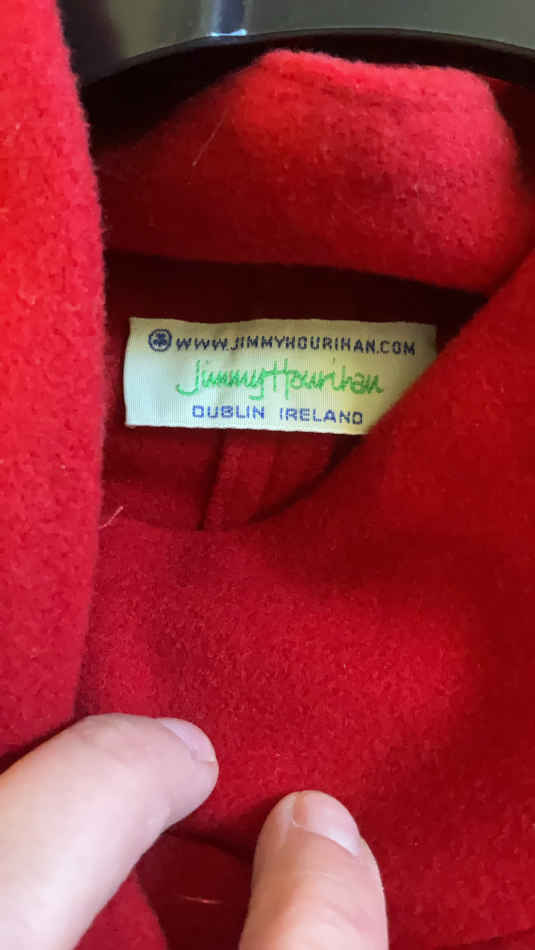 WWW.JIMMYHOURIHAN.COM
Jimmy Hourihan
DUBLIN IRELAND